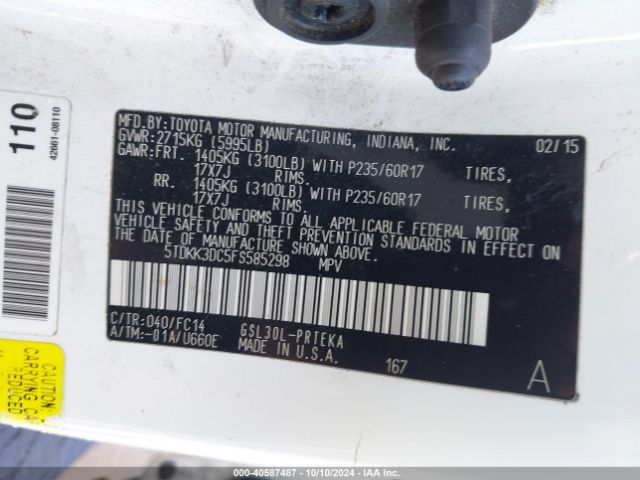 110
42661-08110
MFD.BY: TOYOTA MOTOR MANUFACTURING, INDIANA, INC. 02/15
GVWR: 2715KG (5995LB)
GAWR: FRT. 1405KG (3100LB) WITH P235/60R17 TIRES,
17X7J RIMS.
RR. 1405KG (3100LB) WITH P235/60R17 TIRES,
17X7J RIMS.
THIS VEHICLE CONFORMS TO ALL APPLICABLE FEDERAL MOTOR
VEHICLE SAFETY AND THEFT PREVENTION STANDARDS IN EFFECT ON
THE DATE OF MANUFACTURE SHOWN ABOVE.
5TDKK3DC5FS585298 MPV
C/TR: 040/FC14 GSL30L-PRTEKA
A/TM: -01A/U660E MADE IN U.S.A.
167
A
CARRYING CA
REDUCED
000-40587487 - 10/10/2024 - IAA Inc.